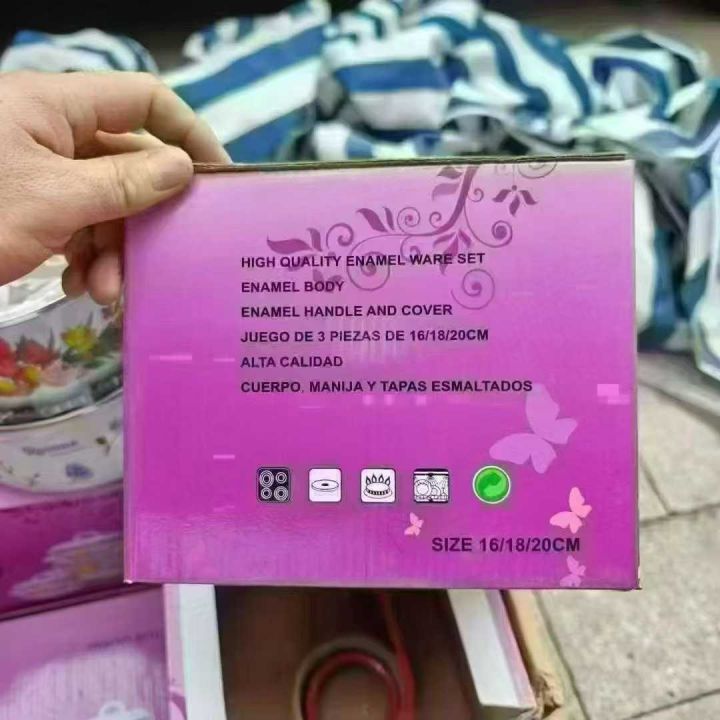 HIGH QUALITY ENAMEL WARE SET
ENAMEL BODY
ENAMEL HANDLE AND COVER
JUEGO DE 3 PIEZAS DE 16/18/20CM
ALTA CALIDAD
CUERPO, MANIJA Y TAPAS ESMALTADOS
SIZE 16/18/20CM